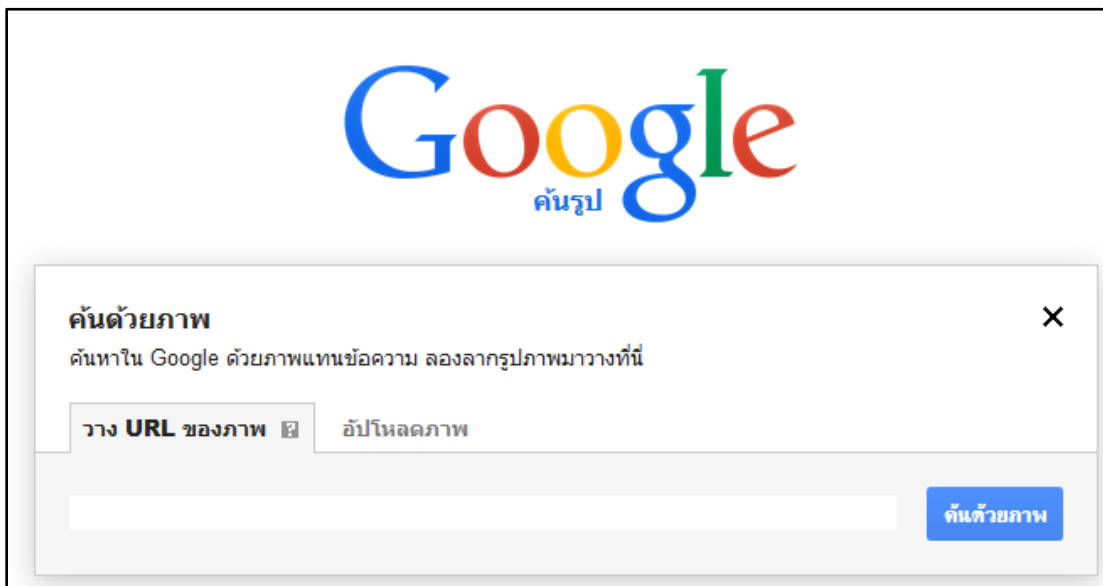 Google
ค้นรูป
ค้นด้วยภาพ
ค้นหาใน Google ด้วยภาพแทนข้อความ ลองลากรูปภาพมาวางที่นี่
วาง URL ของภาพ ? อัปโหลดภาพ
ค้นด้วยภาพ